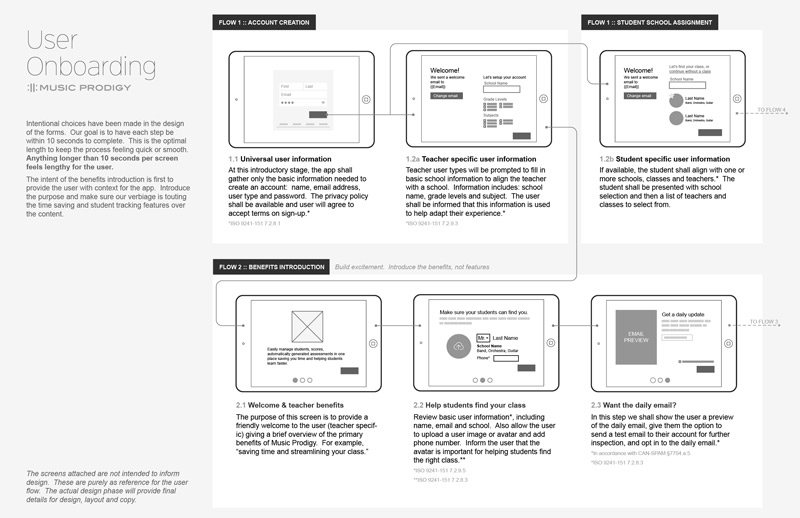 User
Onboarding
MUSIC PRODIGY
Intentional choices have been made in the design
of the forms. Our goal is to have each step be
within 10 seconds to complete. This is the optimal
length to keep the process feeling quick or smooth.
Anything longer than 10 seconds per screen
feels lengthy for the user.
The intent of the benefits introduction is first to
provide the user with context for the app. Introduce
the purpose and make sure our verbiage is touting
the time saving and student tracking features over
the content.
The screens attached are not intended to inform
design. These are purely as reference for the user
flow. The actual design phase will provide final
details for design, layout and copy.
FLOW 1 :: ACCOUNT CREATION
First
Last
Email
1.1 Universal user information
At this introductory stage, the app shall
gather only the basic information needed to
create an account: name, email address,
user type and password. The privacy policy
shall be available and user will agree to
accept terms on sign-up.*
*ISO 9241-151 7.2.8.1
Welcome!
We sent a welcome
email to
{{Email}}
Change email
Let's setup your account
School Name
Grade Levels
Subjects
1.2a Teacher specific user information
Teacher user types will be prompted to fill in
basic school information to align the teacher
with a school. Information includes: school
name, grade levels and subject. The user
shall be informed that this information is used
to help adapt their experience.*
*ISO 9241-151 7.2.9.3
FLOW 1 :: STUDENT SCHOOL ASSIGNMENT
Welcome!
We sent a welcome
email to
{{Email}}
Change email
Let's find your class, or
continue without a class
School Name
Last Name
Band, Orchestra, Guitar
Last Name
Band, Orchestra, Guitar
TO FLOW 4
1.2b Student specific user information
If available, the student shall align with one or
more schools, classes and teachers.* The
student shall be presented with school
selection and then a list of teachers and
classes to select from.
FLOW 2 :: BENEFITS INTRODUCTION
Build excitement. Introduce the benefits, not features
Easily manage students, scores,
automatically generated assessments in one
place saving you time and helping students
learn faster.
2.1 Welcome & teacher benefits
The purpose of this screen is to provide a
friendly welcome to the user (teacher specif-
ic) giving a brief overview of the primary
benefits of Music Prodigy. For example,
“saving time and streamlining your class.”
Make sure your students can find you.
Mr.
Last Name
School Name
Band, Orchestra, Guitar
Phone*
2.2 Help students find your class
Review basic user information*, including
name, email and school. Also allow the user
to upload a user image or avatar and add
phone number. Inform the user that the
avatar is important for helping students find
the right class.**
*ISO 9241-151 7.2.9.5
**ISO 9241-151 7.2.8.3
EMAIL
PREVIEW
Get a daily update
TO FLOW 3
2.3 Want the daily email?
In this step we shall show the user a preview
of the daily email, give them the option to
send a test email to their account for further
inspection, and opt in to the daily email.*
*In accordance with CAN-SPAM §7704.a.5
*ISO 9241-151 7.2.8.3